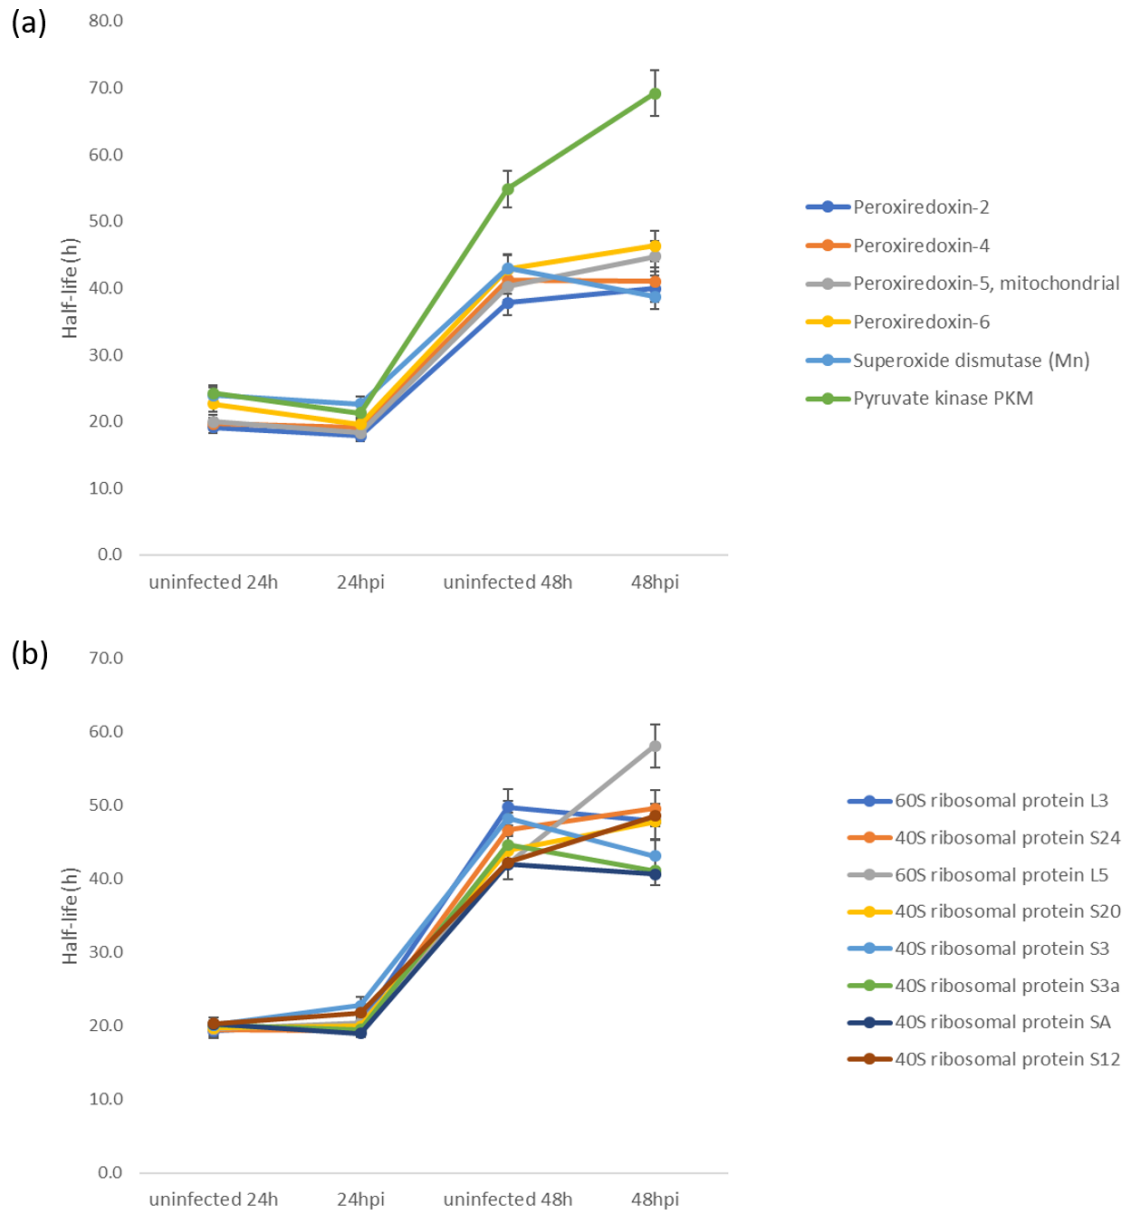 (a)
80.0
70.0
60.0
50.0
40.0
30.0
20.0
10.0
0.0
Half-life(h)
uninfected 24h 24hpi uninfected 48h 48hpi
Peroxiredoxin-2
Peroxiredoxin-4
Peroxiredoxin-5, mitochondrial
Peroxiredoxin-6
Superoxide dismutase (Mn)
Pyruvate kinase PKM
(b)
70.0
60.0
50.0
40.0
30.0
20.0
10.0
0.0
Half-life(h)
uninfected 24h 24hpi uninfected 48h 48hpi
60S ribosomal protein L3
40S ribosomal protein S24
60S ribosomal protein L5
40S ribosomal protein S20
40S ribosomal protein S3
40S ribosomal protein S3a
40S ribosomal protein SA
40S ribosomal protein S12